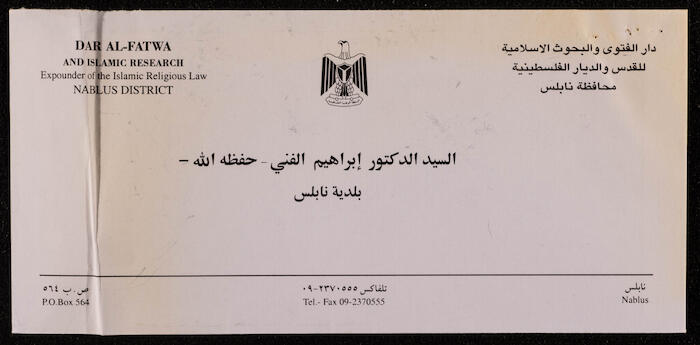 DAR AL-FATWA
AND ISLAMIC RESEARCH
Expounder of the Islamic Religious Law
NABLUS DISTRICT
دار الفتوى والبحوث الاسلامية
للقدس والديار الفلسطينية
محافظة نابلس
السيد الدكتور إبراهيم الفني - حفظه الله -
بلدية نابلس
ص.ب ٥٦٤
P.O.Box 564
تلفاكس ٢٣٧٠٥٥٥-٠٩
Tel.- Fax 09-2370555
نابلس
Nablus